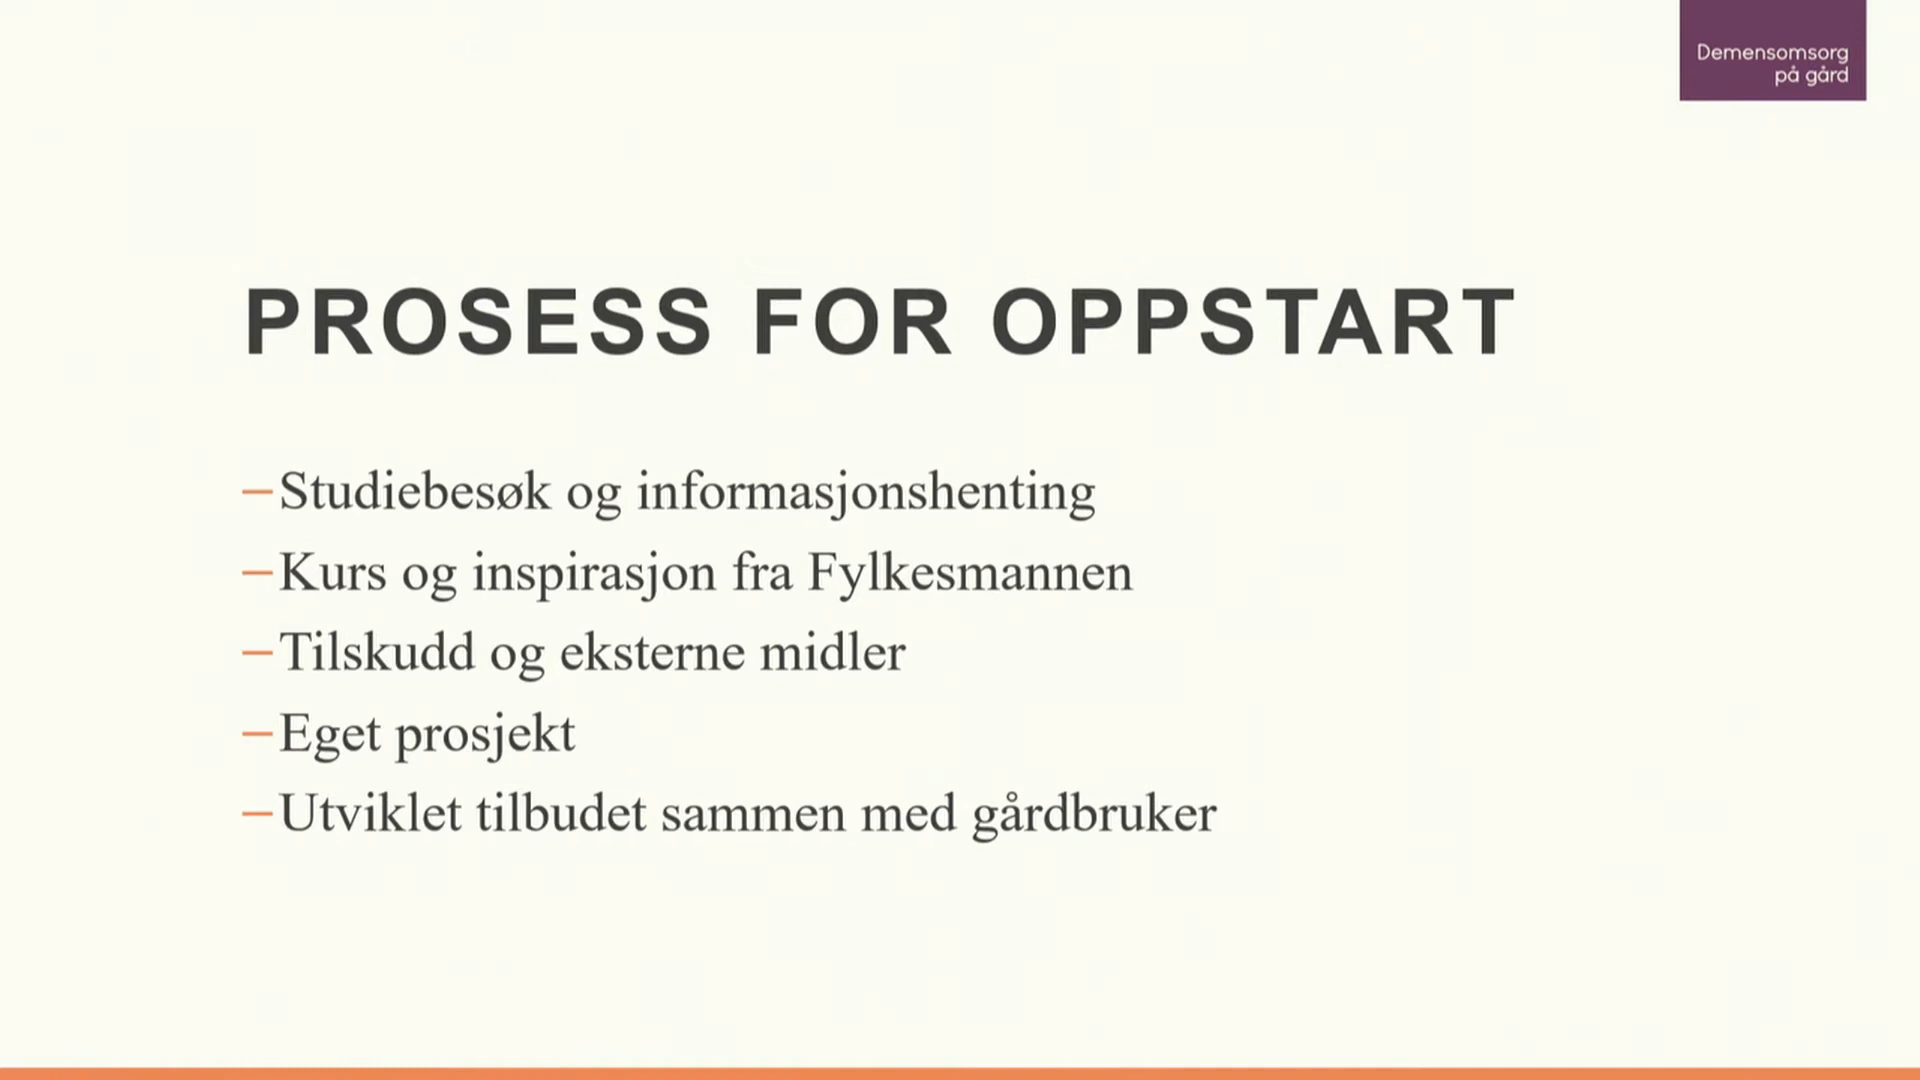 Demensomsorg
på gård
PROSESS FOR OPPSTART
– Studiebesøk og informasjonshenting
– Kurs og inspirasjon fra Fylkesmannen
– Tilskudd og eksterne midler
– Eget prosjekt
– Utviklet tilbudet sammen med gårdbruker